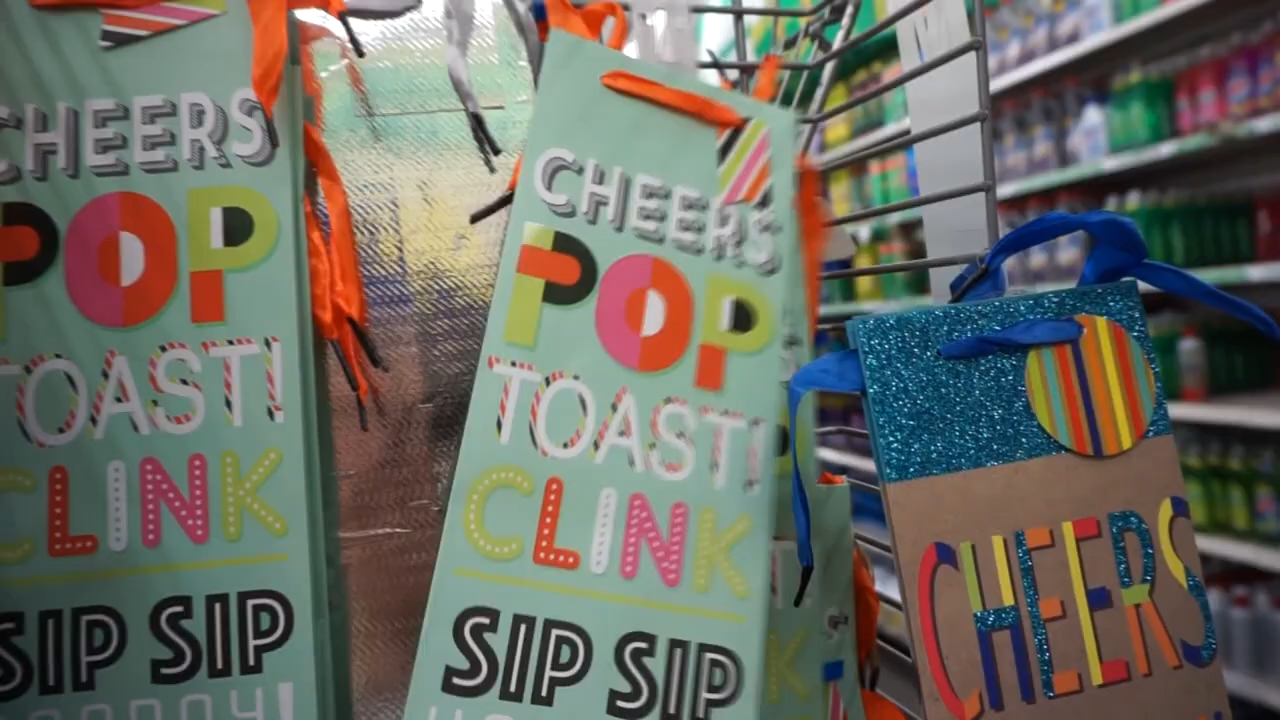 CHEERS
POP
TOAST!
CLINK
SIP SIP
CHEERS
POP
TOAST!
CLINK
SIP SIP
CHEERS